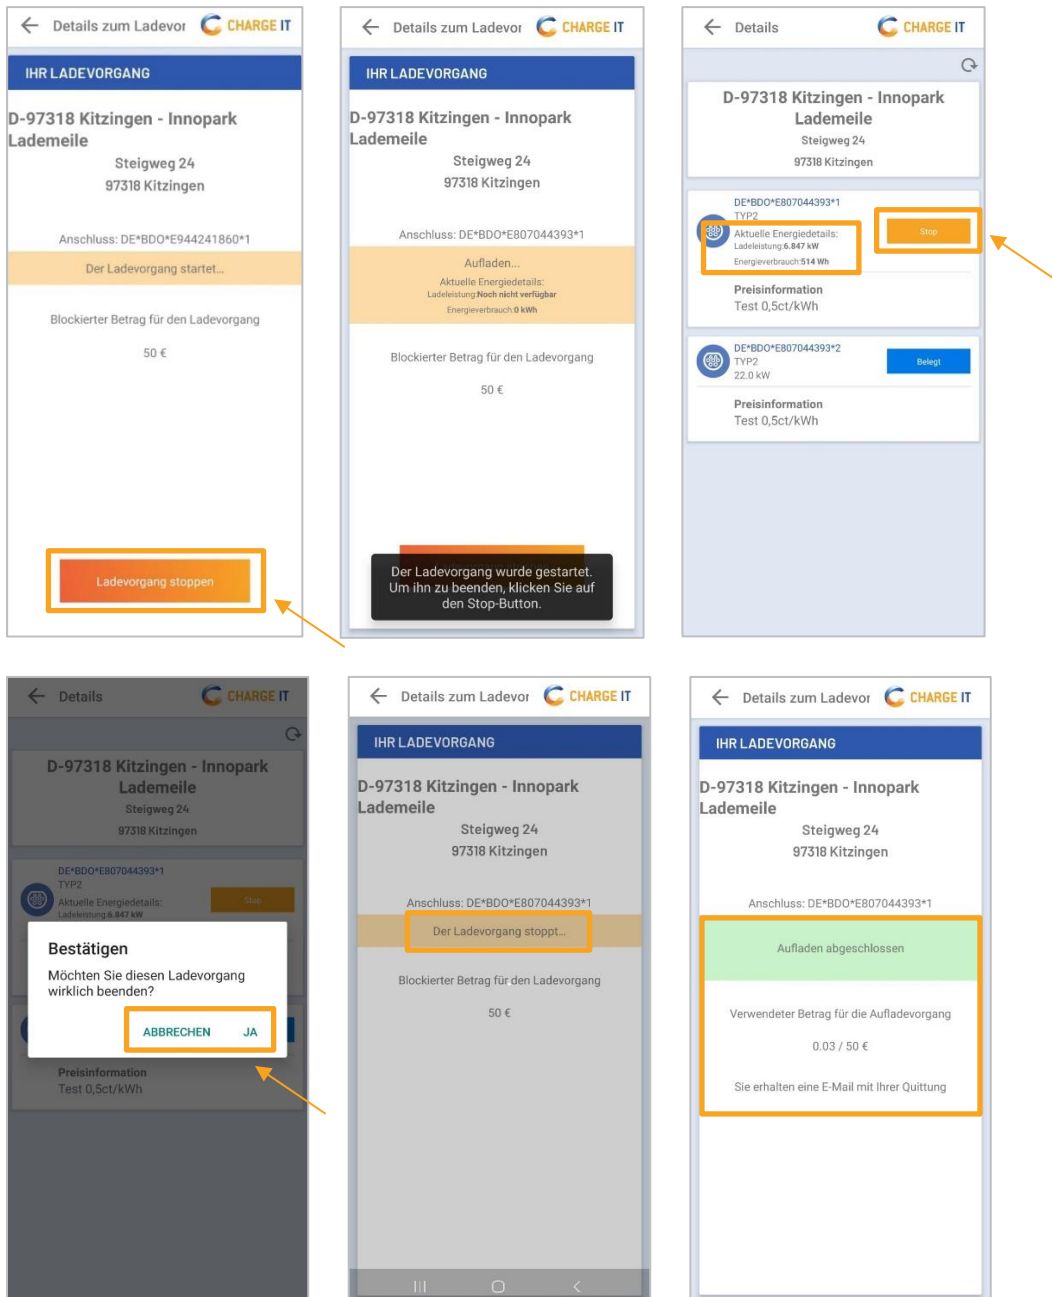 Details zum Ladevor
CHARGE IT
IHR LADEVORGANG
D-97318 Kitzingen - Innopark
Lademeile
Steigweg 24
97318 Kitzingen
Anschluss: DE*BDO*E944241860*1
Der Ladevorgang startet...
Blockierter Betrag für den Ladevorgang
50 €
Ladevorgang stoppen
Details zum Ladevor
CHARGE IT
IHR LADEVORGANG
D-97318 Kitzingen - Innopark
Lademeile
Steigweg 24
97318 Kitzingen
Anschluss: DE*BDO*E807044393*1
Aufladen...
Aktuelle Energiedetails:
Ladeleistung:Noch nicht verfügbar
Energieverbrauch:0 kWh
Blockierter Betrag für den Ladevorgang
50 €
Der Ladevorgang wurde gestartet.
Um ihn zu beenden, klicken Sie auf
den Stop-Button.
Details
CHARGE IT
D-97318 Kitzingen - Innopark
Lademeile
Steigweg 24
97318 Kitzingen
DE*BDO*E807044393*1
TYP2
Aktuelle Energiedetails:
Ladeleistung:6.847 kW
Energieverbrauch:514 Wh
Stop
Preisinformation
Test 0,5ct/kWh
DE*BDO*E807044393*2
TYP2
22.0 kW
Belegt
Preisinformation
Test 0,5ct/kWh
Details
CHARGE IT
D-97318 Kitzingen - Innopark
Lademeile
Steigweg 24
97318 Kitzingen
DE*BDO*E807044393*1
TYP2
Aktuelle Energiedetails:
Ladeleistung:6.847 kW
Stop
Bestätigen
Möchten Sie diesen Ladevorgang
wirklich beenden?
ABBRECHEN JA
Preisinformation
Test 0,5ct/kWh
Details zum Ladevor
CHARGE IT
IHR LADEVORGANG
D-97318 Kitzingen - Innopark
Lademeile
Steigweg 24
97318 Kitzingen
Anschluss: DE*BDO*E807044393*1
Der Ladevorgang stoppt...
Blockierter Betrag für den Ladevorgang
50 €
Details zum Ladevor
CHARGE IT
IHR LADEVORGANG
D-97318 Kitzingen - Innopark
Lademeile
Steigweg 24
97318 Kitzingen
Anschluss: DE*BDO*E807044393*1
Aufladen abgeschlossen
Verwendeter Betrag für die Aufladevorgang
0.03 / 50 €
Sie erhalten eine E-Mail mit Ihrer Quittung